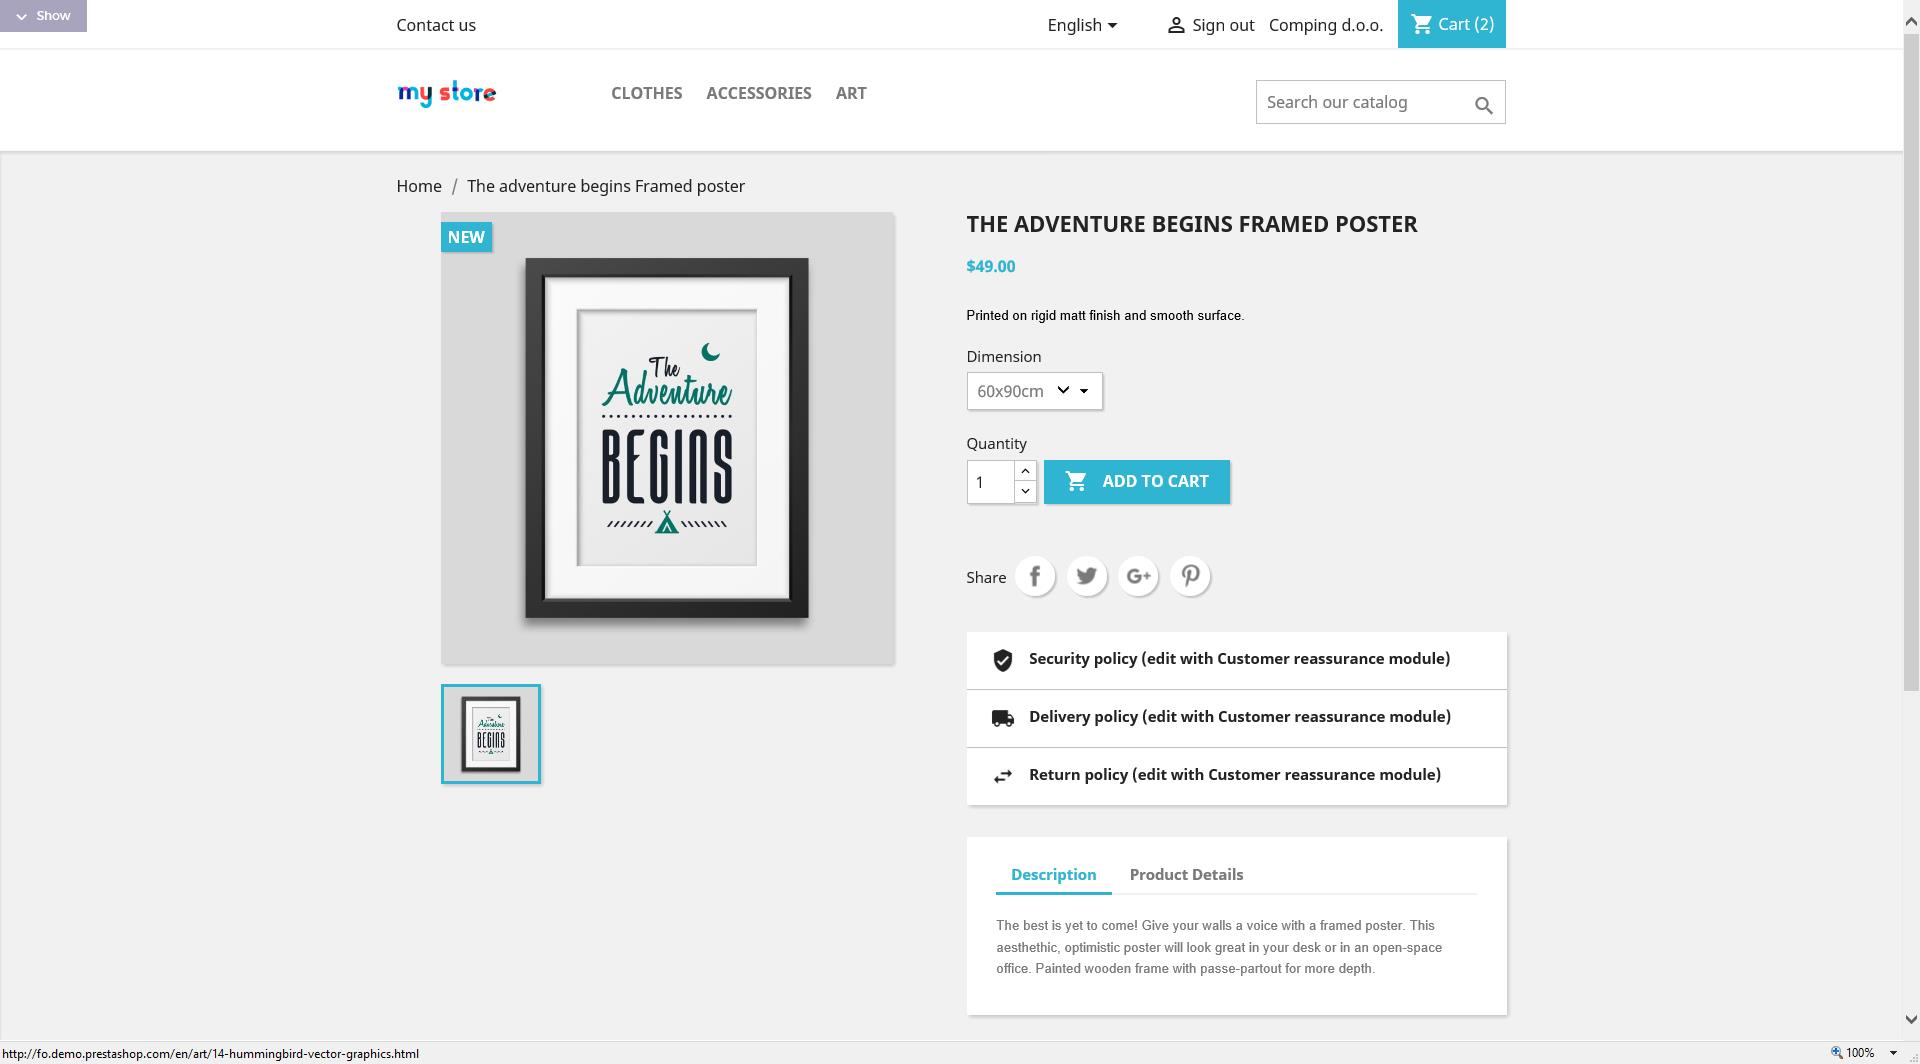 Show
Contact us
English
Sign out
Comping d.o.o.
Cart (2)
my store
CLOTHES
ACCESSORIES
ART
Search our catalog
Home / The adventure begins Framed poster
NEW
The
Adventure
BEGINS
The
Adventure
BEGINS
THE ADVENTURE BEGINS FRAMED POSTER
$49.00
Printed on rigid matt finish and smooth surface.
Dimension
60x90cm
Quantity
1
ADD TO CART
Share
Security policy (edit with Customer reassurance module)
Delivery policy (edit with Customer reassurance module)
Return policy (edit with Customer reassurance module)
Description
Product Details
The best is yet to come! Give your walls a voice with a framed poster. This
aesthethic, optimistic poster will look great in your desk or in an open-space
office. Painted wooden frame with passe-partout for more depth.
http://fo.demo.prestashop.com/en/art/14-hummingbird-vector-graphics.html
100%